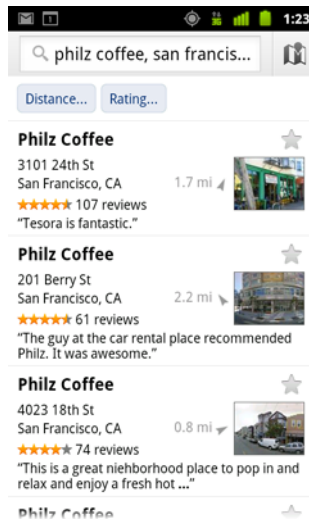 1:23
philz coffee, san francis...
Distance...
Rating...
Philz Coffee
3101 24th St
San Francisco, CA
1.7 mi
107 reviews
“Tesora is fantastic.”
Philz Coffee
201 Berry St
San Francisco, CA
2.2 mi
61 reviews
“The guy at the car rental place recommended
Philz. It was awesome.”
Philz Coffee
4023 18th St
San Francisco, CA
0.8 mi
74 reviews
“This is a great niehborhood place to pop in and
relax and enjoy a fresh hot ...”
Philz Coffee